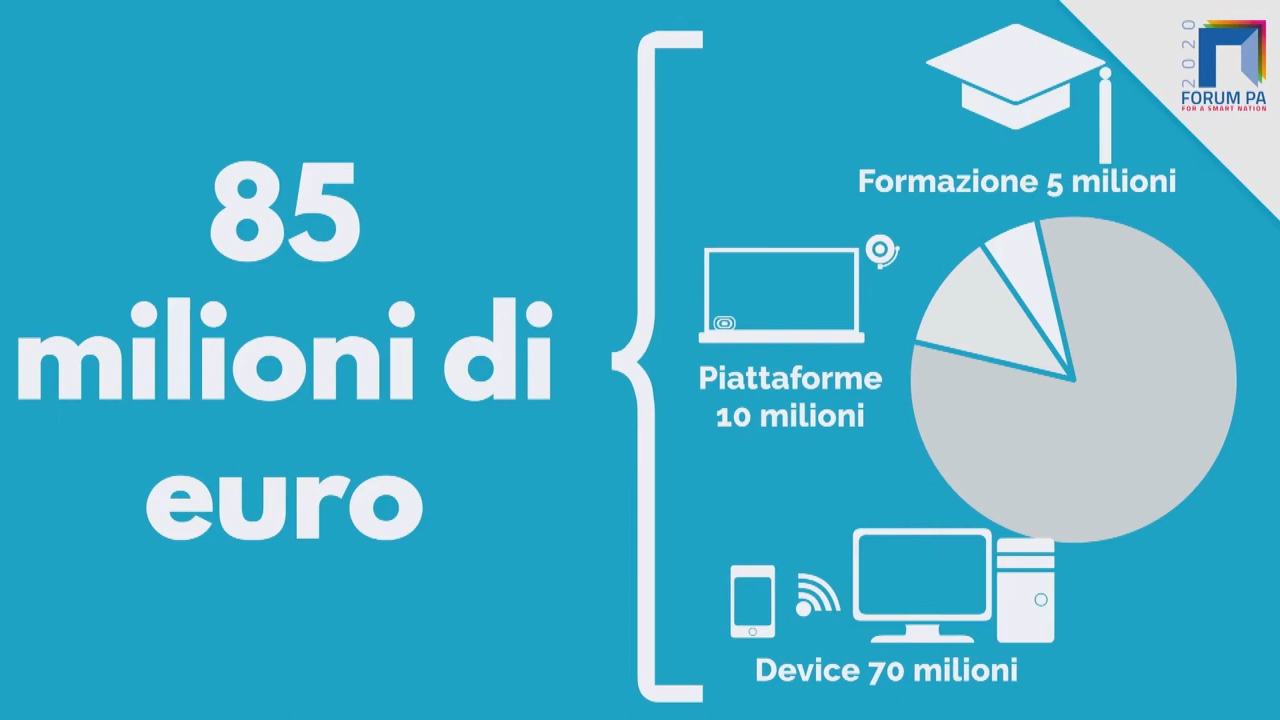 85
milioni di
euro
Formazione 5 milioni
Piattaforme
10 milioni
Device 70 milioni
2020
FORUM PA
FOR A SMART NATION